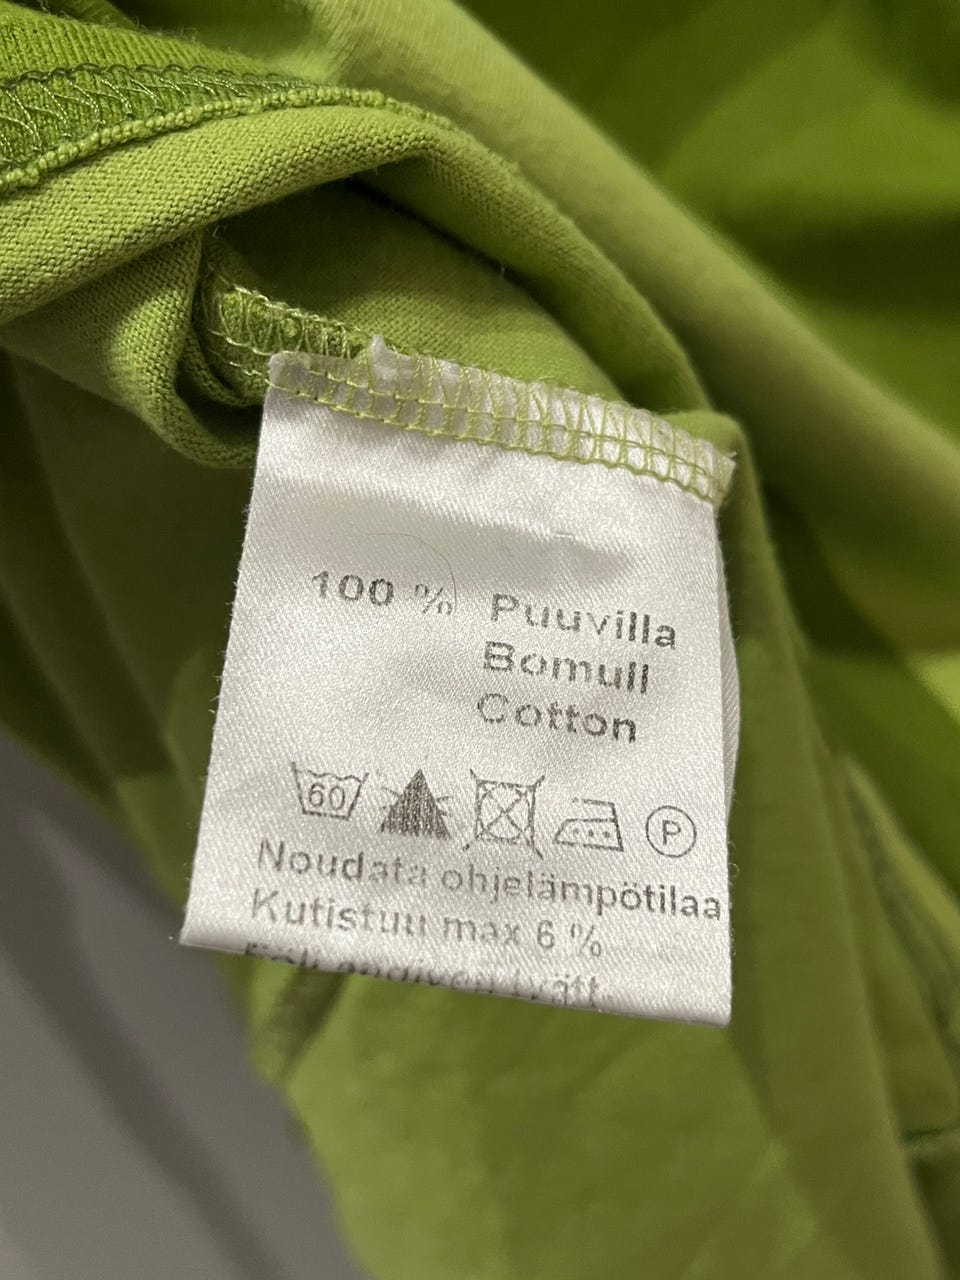 100 % Puuvilla
Bomull
Cotton
60 P
Noudata ohjelämpötilaa
Kutistuu max 6 %